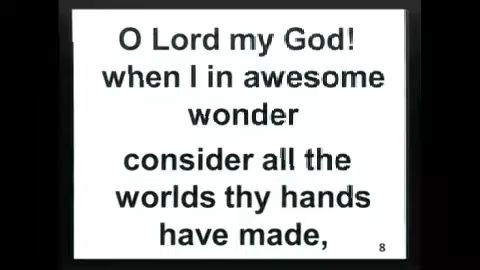 O Lord my God!
when I in awesome
wonder
consider all the
worlds thy hands
have made,
8